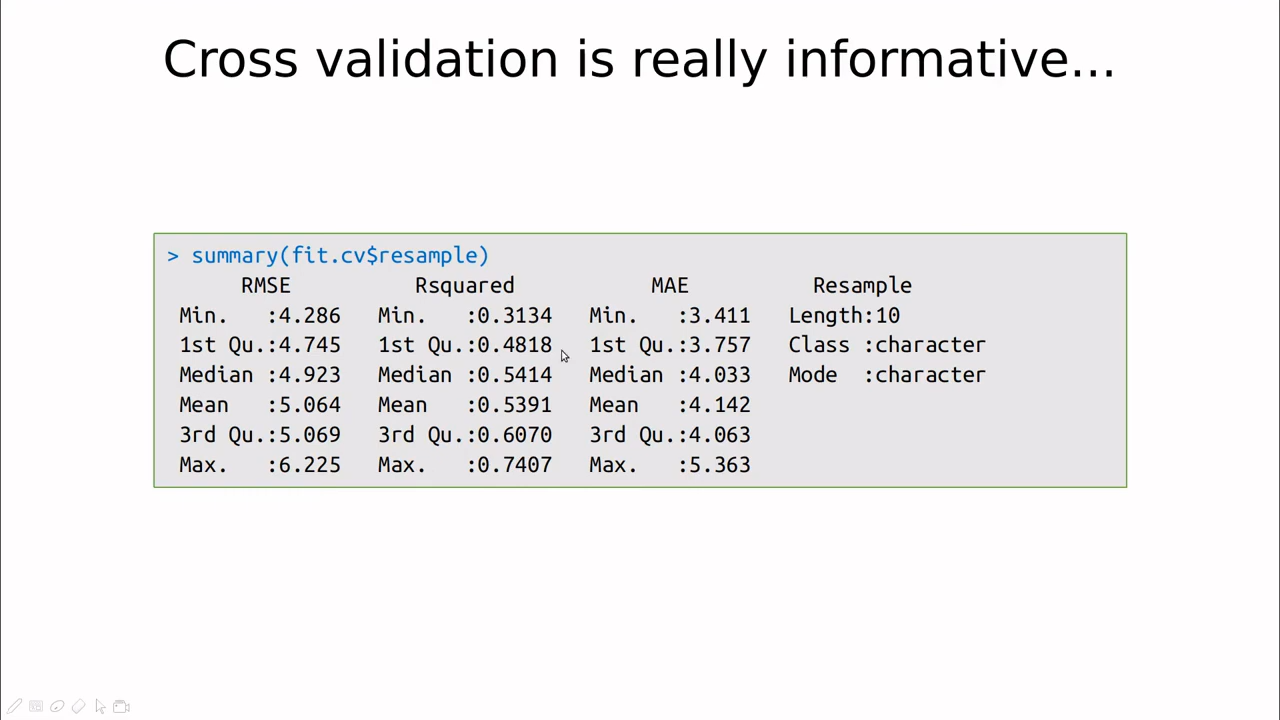 Cross validation is really informative...
> summary(fit.cv$resample)
RMSE Rsquared MAE Resample
Min. :4.286 Min. :0.3134 Min. :3.411 Length:10
1st Qu.:4.745 1st Qu.:0.4818 1st Qu.:3.757 Class :character
Median :4.923 Median :0.5414 Median :4.033 Mode :character
Mean :5.064 Mean :0.5391 Mean :4.142
3rd Qu.:5.069 3rd Qu.:0.6070 3rd Qu.:4.063
Max. :6.225 Max. :0.7407 Max. :5.363